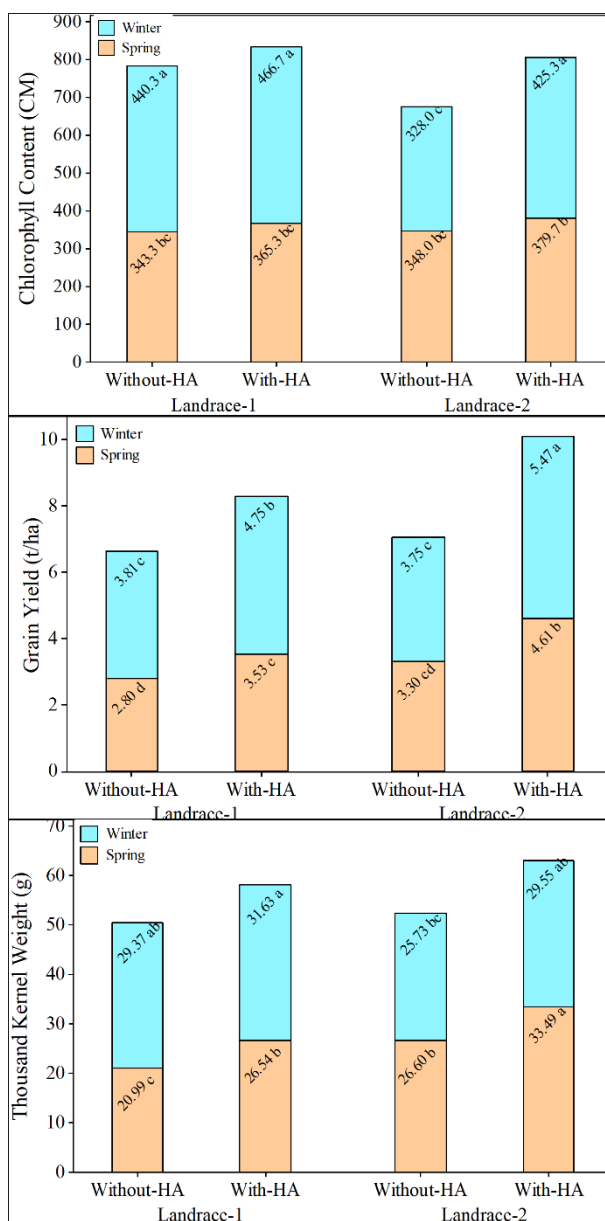 Chlorophyll Content (CM)
900
800
700
600
500
400
300
200
100
0
Winter
Spring
440.3 a
466.7 a
328.0 c
425.3 a
343.3 bc
365.3 bc
348.0 bc
379.7 b
Without-HA With-HA Without-HA With-HA
Landrace-1 Landrace-2
Grain Yield (t/ha)
10
8
6
4
2
0
Winter
Spring
3.81 c
4.75 b
3.75 c
5.47 a
2.80 d
3.53 c
3.30 cd
4.61 b
Without-HA With-HA Without-HA With-HA
Landrace-1 Landrace-2
Thousand Kernel Weight (g)
70
60
50
40
30
20
10
0
Winter
Spring
29.37 ab
31.63 a
25.73 bc
29.55 ab
20.99 c
26.54 b
26.60 b
33.49 a
Without-HA With-HA Without-HA With-HA
Landrace-1 Landrace-2